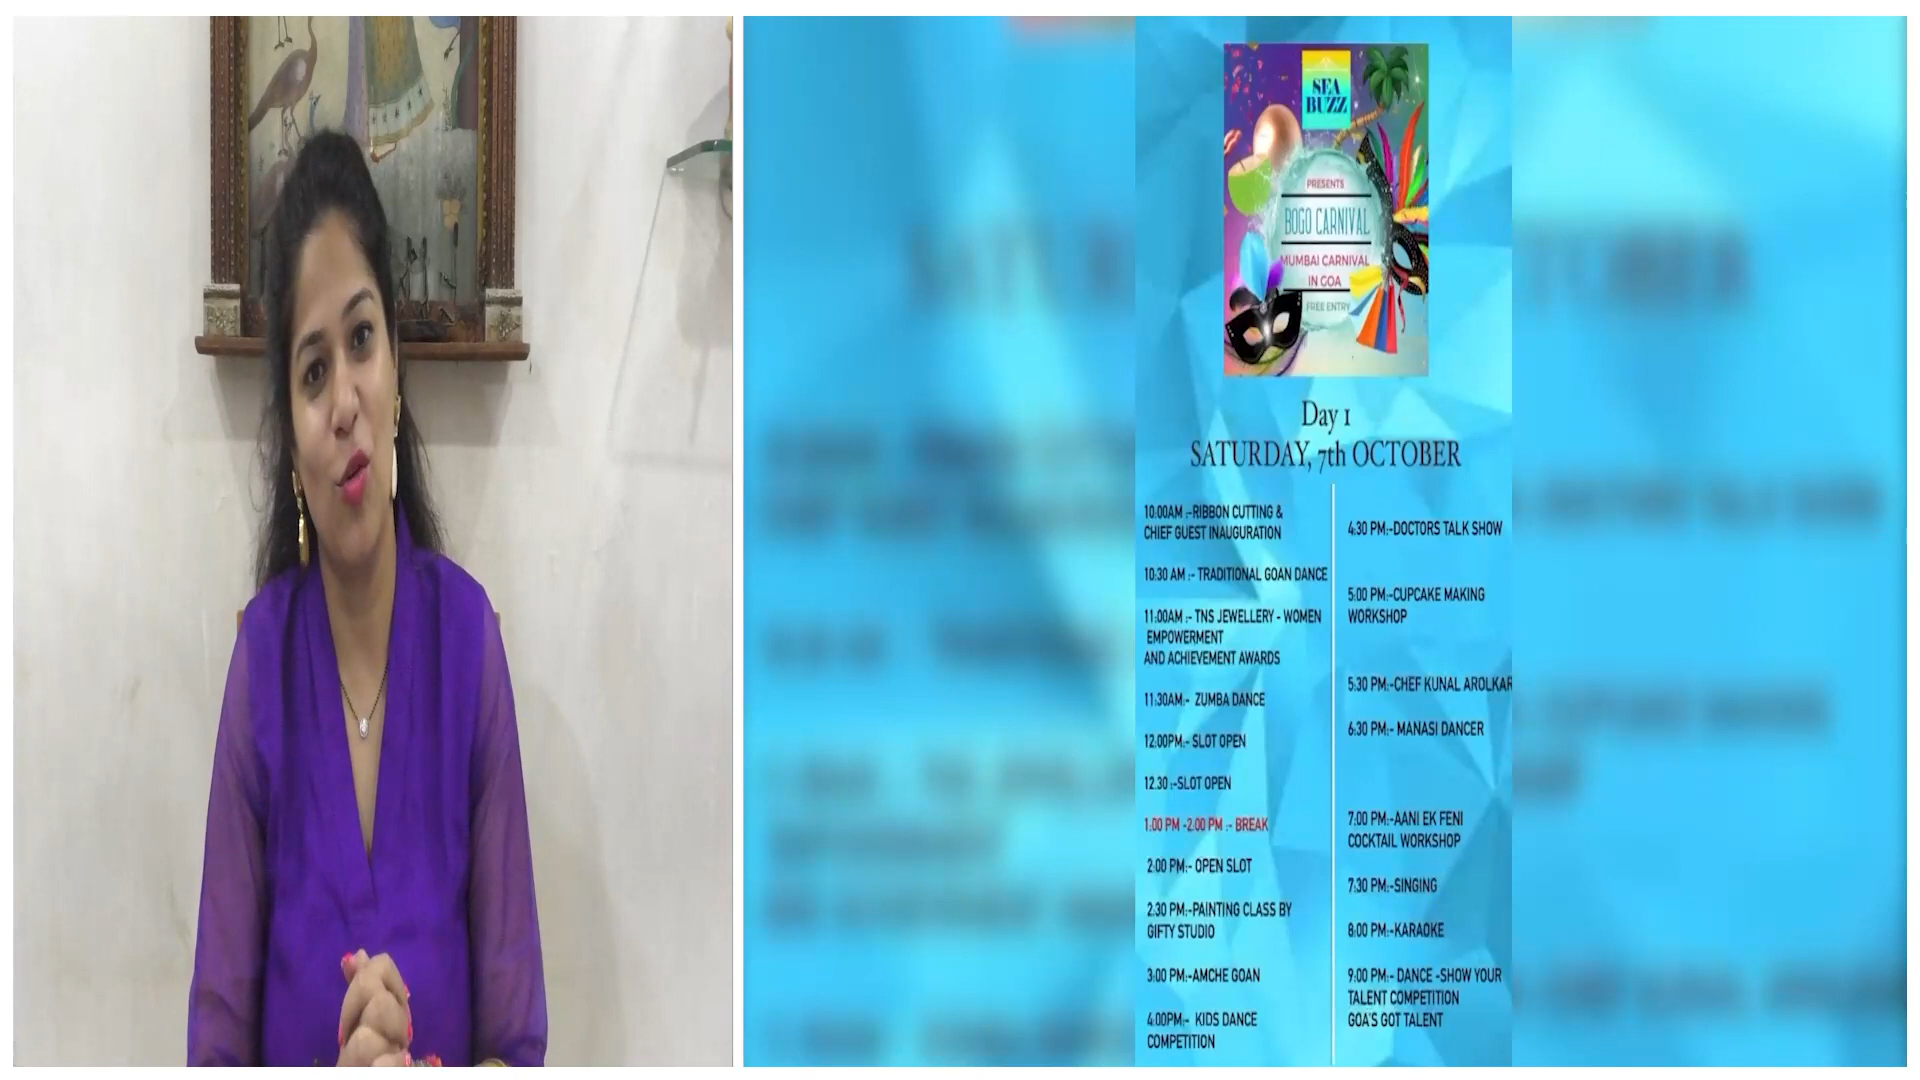 SEA
BUZZ
PRESENTS
BOGO CARNIVAL
MUMBAI CARNIVAL
IN GOA
FREE ENTRY
Day 1
SATURDAY, 7th OCTOBER
10.00AM :-RIBBON CUTTING &
CHIEF GUEST INAUGURATION
10:30 AM :- TRADITIONAL GOAN DANCE
11:00AM :- TNS JEWELLERY - WOMEN
EMPOWERMENT
AND ACHIEVEMENT AWARDS
11:30AM:- ZUMBA DANCE
12.00PM:- SLOT OPEN
12.30 :-SLOT OPEN
1:00 PM -2.00 PM :- BREAK
2:00 PM:- OPEN SLOT
2:30 PM:-PAINTING CLASS BY
GIFTY STUDIO
3:00 PM:-AMCHE GOAN
4:00PM:- KIDS DANCE
COMPETITION
4:30 PM:-DOCTORS TALK SHOW
5:00 PM:-CUPCAKE MAKING
WORKSHOP
5:30 PM:-CHEF KUNAL AROLKAR
6:30 PM:- MANASI DANCER
7:00 PM:-AANI EK FENI
COCKTAIL WORKSHOP
7:30 PM:-SINGING
8:00 PM:-KARAOKE
9:00 PM:- DANCE -SHOW YOUR
TALENT COMPETITION
GOA'S GOT TALENT